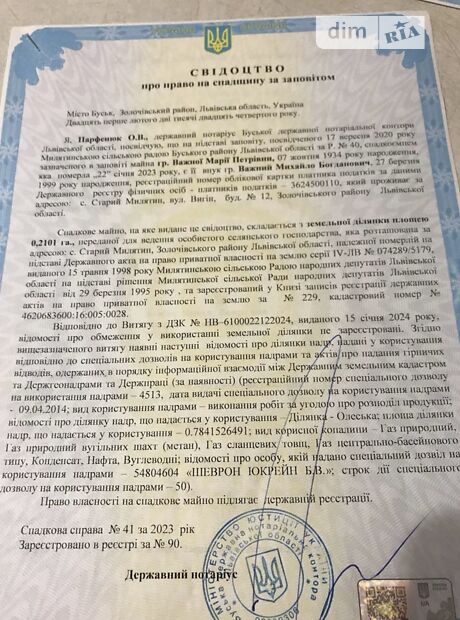 dim RIA
СВІДОЦТВО
про право на спадщину за заповітом
Місто Буськ, Золочівський район, Львівська область, Україна
Двадцять перше лютого дві тисячі двадцять четвертого року.
Я, Парфенюк О.В., державний нотаріус Буської державної нотаріальної контори
Львівської області, посвідчую, що на підставі заповіту, посвідченого 17 вересня 2020 року
Милятинською сільською радою Буського району Львівської області за Р. № 40, спадкоємцем
зазначеного в заповіті майна гр. Важної Марії Петрівни, 07 жовтня 1934 року народження,
яка померла "22" січня 2023 року, є її внук гр. Важний Михайло Богданович, 27 березня
1999 року народження, реєстраційний номер облікової картки платника податків за даними
Державного реєстру фізичних осіб - платників податків – 3624500110, який проживає за
адресою: с. Старий Милятин, вул. Вигін, буд. № 12, Золочівського району Львівської
області.
Спадкове майно, на яке видане це свідоцтво, складається з земельної ділянки площею
0,2101 га., переданої для ведення особистого селянського господарства, яка розташована за
адресою: с. Старий Милятин, Золочівського району Львівської області, належної померлій на
підставі Державного акта на право приватної власності на землю серії IV-ЛВ № 074289/5179,
виданого 15 травня 1998 року Милятинською сільською Радою народних депутатів Львівської
області на підставі рішення Милятинської сільської Ради народних депутатів Львівської
області від 29 березня 1995 року , та зареєстрований у Книзі записів реєстрації державних
актів на право приватної власності на землю за № 229, кадастровий номер №
4620683600:16:005:0028.
Відповідно до Витягу з ДЗК № НВ-6100022122024, виданого 15 січня 2024 року,
відомості про обмеження у використанні земельної ділянки не зареєстровані. Згідно
вищезазначеного витягу наявні наступні відомості про ділянки надр, надані у користування
відповідно до спеціальних дозволів на користування надрами та актів про надання гірничих
відводів, одержаних в порядку інформаційної взаємодії між Державним земельним кадастром
та Держгеонадрами та Держпраці (за наявності) (реєстраційний номер спеціального дозволу
на використання надрами – 4513, дата видачі спеціального дозволу на користування надрами
- 09.04.2014; вид користування надрами – виконання робіт за угодою про розподіл продукції;
відомості про ділянку надр, що надається у користування – Ділянка - Олеська; площа ділянки
надр, що надається у користування – 0.7841526491; вид корисної копалини – Газ природний,
Газ природний вугільних шахт (метан), Газ сланцевих товщ, Газ центрально-басейнового
типу, Конденсат, Нафта, Вуглеводні; відомості про особу, якій надано спеціальний дозвіл на
користування надрами – 54804604 «ШЕВРОН ЮКРЕЙН Б.В.»; строк дії спеціального
дозволу на користування надрами – 50).
Право власності на спадкове майно підлягає державній реєстрації.
Спадкова справа № 41 за 2023 рік
Зареєстровано в реєстрі за № 90.
Державний нотаріус
МІНІСТЕРСТВО ЮСТИЦІЇ УКРАЇНИ
Буська державна нотаріальна контора
Львівської області
UA